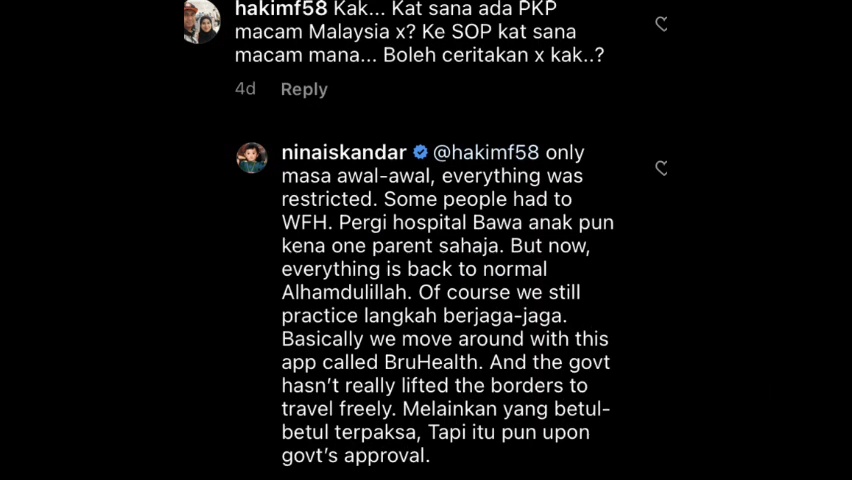 hakimf58 Kak... Kat sana ada PKP
macam Malaysia x? Ke SOP kat sana
macam mana... Boleh ceritakan x kak..?
4d Reply
ninaiskandar @hakimf58 only
masa awal-awal, everything was
restricted. Some people had to
WFH. Pergi hospital Bawa anak pun
kena one parent sahaja. But now,
everything is back to normal
Alhamdulillah. Of course we still
practice langkah berjaga-jaga.
Basically we move around with this
app called BruHealth. And the govt
hasn't really lifted the borders to
travel freely. Melainkan yang betul-
betul terpaksa, Tapi itu pun upon
govt's approval.